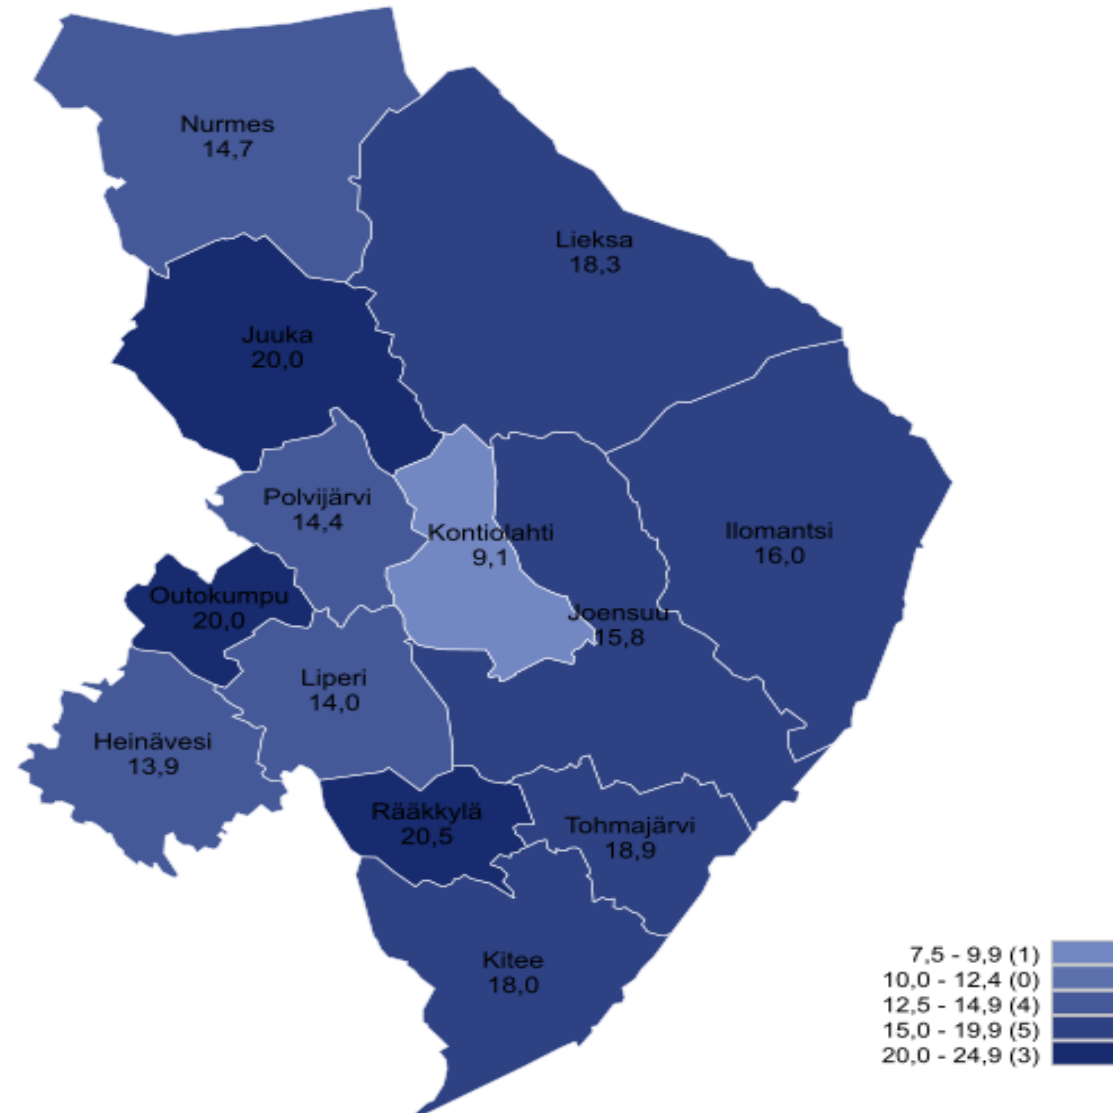 Nurmes
14,7
Lieksa
18,3
Juuka
20,0
Polvijärvi
14,4
Kontiolahti
9,1
Ilomantsi
16,0
Outokumpu
20,0
Joensuu
15,8
Liperi
14,0
Heinävesi
13,9
Rääkkylä
20,5
Tohmajärvi
18,9
Kitee
18,0
7,5 - 9,9 (1)
10,0 - 12,4 (0)
12,5 - 14,9 (4)
15,0 - 19,9 (5)
20,0 - 24,9 (3)